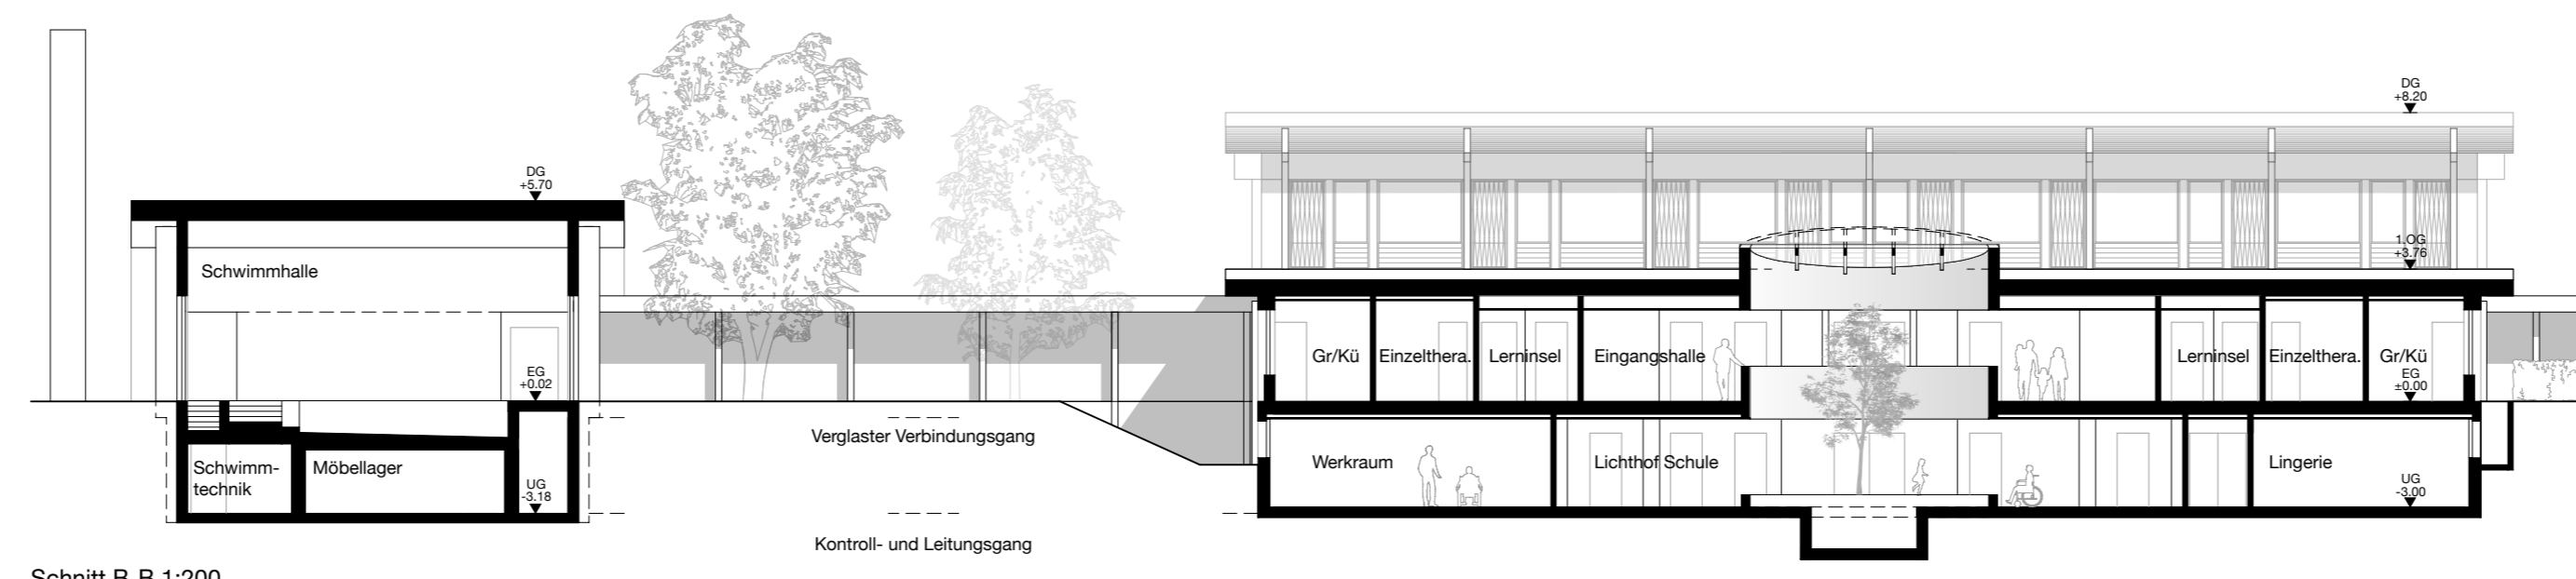 DG
+8.20
DG
+5.70
1.OG
+3.76
Schwimmhalle
Gr/Kü
Einzelthera.
Lerninsel
Eingangshalle
Lerninsel
Einzelthera.
Gr/Kü
EG
+0.02
EG
±0.00
Verglaster Verbindungsgang
Schwimm-
technik
Möbellager
Werkraum
Lichthof Schule
Lingerie
UG
-3.18
UG
-3.00
Kontroll- und Leitungsgang
Schnitt B-B 1:200